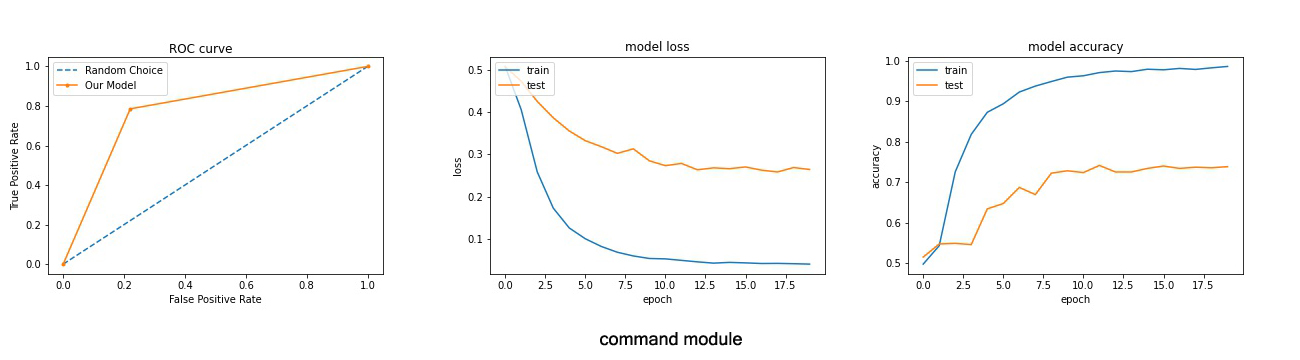 ROC curve
Random Choice
Our Model
True Positive Rate
1.0
0.8
0.6
0.4
0.2
0.0
0.0 0.2 0.4 0.6 0.8 1.0
False Positive Rate
model loss
train
test
loss
0.5
0.4
0.3
0.2
0.1
0.0 2.5 5.0 7.5 10.0 12.5 15.0 17.5
epoch
model accuracy
train
test
accuracy
1.0
0.9
0.8
0.7
0.6
0.5
0.0 2.5 5.0 7.5 10.0 12.5 15.0 17.5
epoch
command module